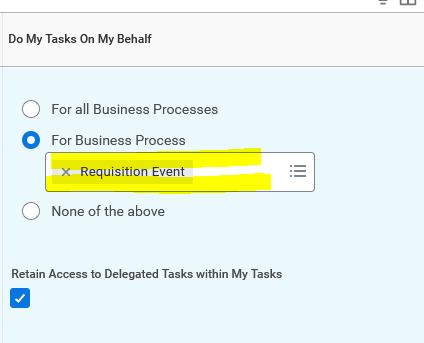 Do My Tasks On My Behalf
For all Business Processes
For Business Process
Requisition Event
None of the above
Retain Access to Delegated Tasks within My Tasks